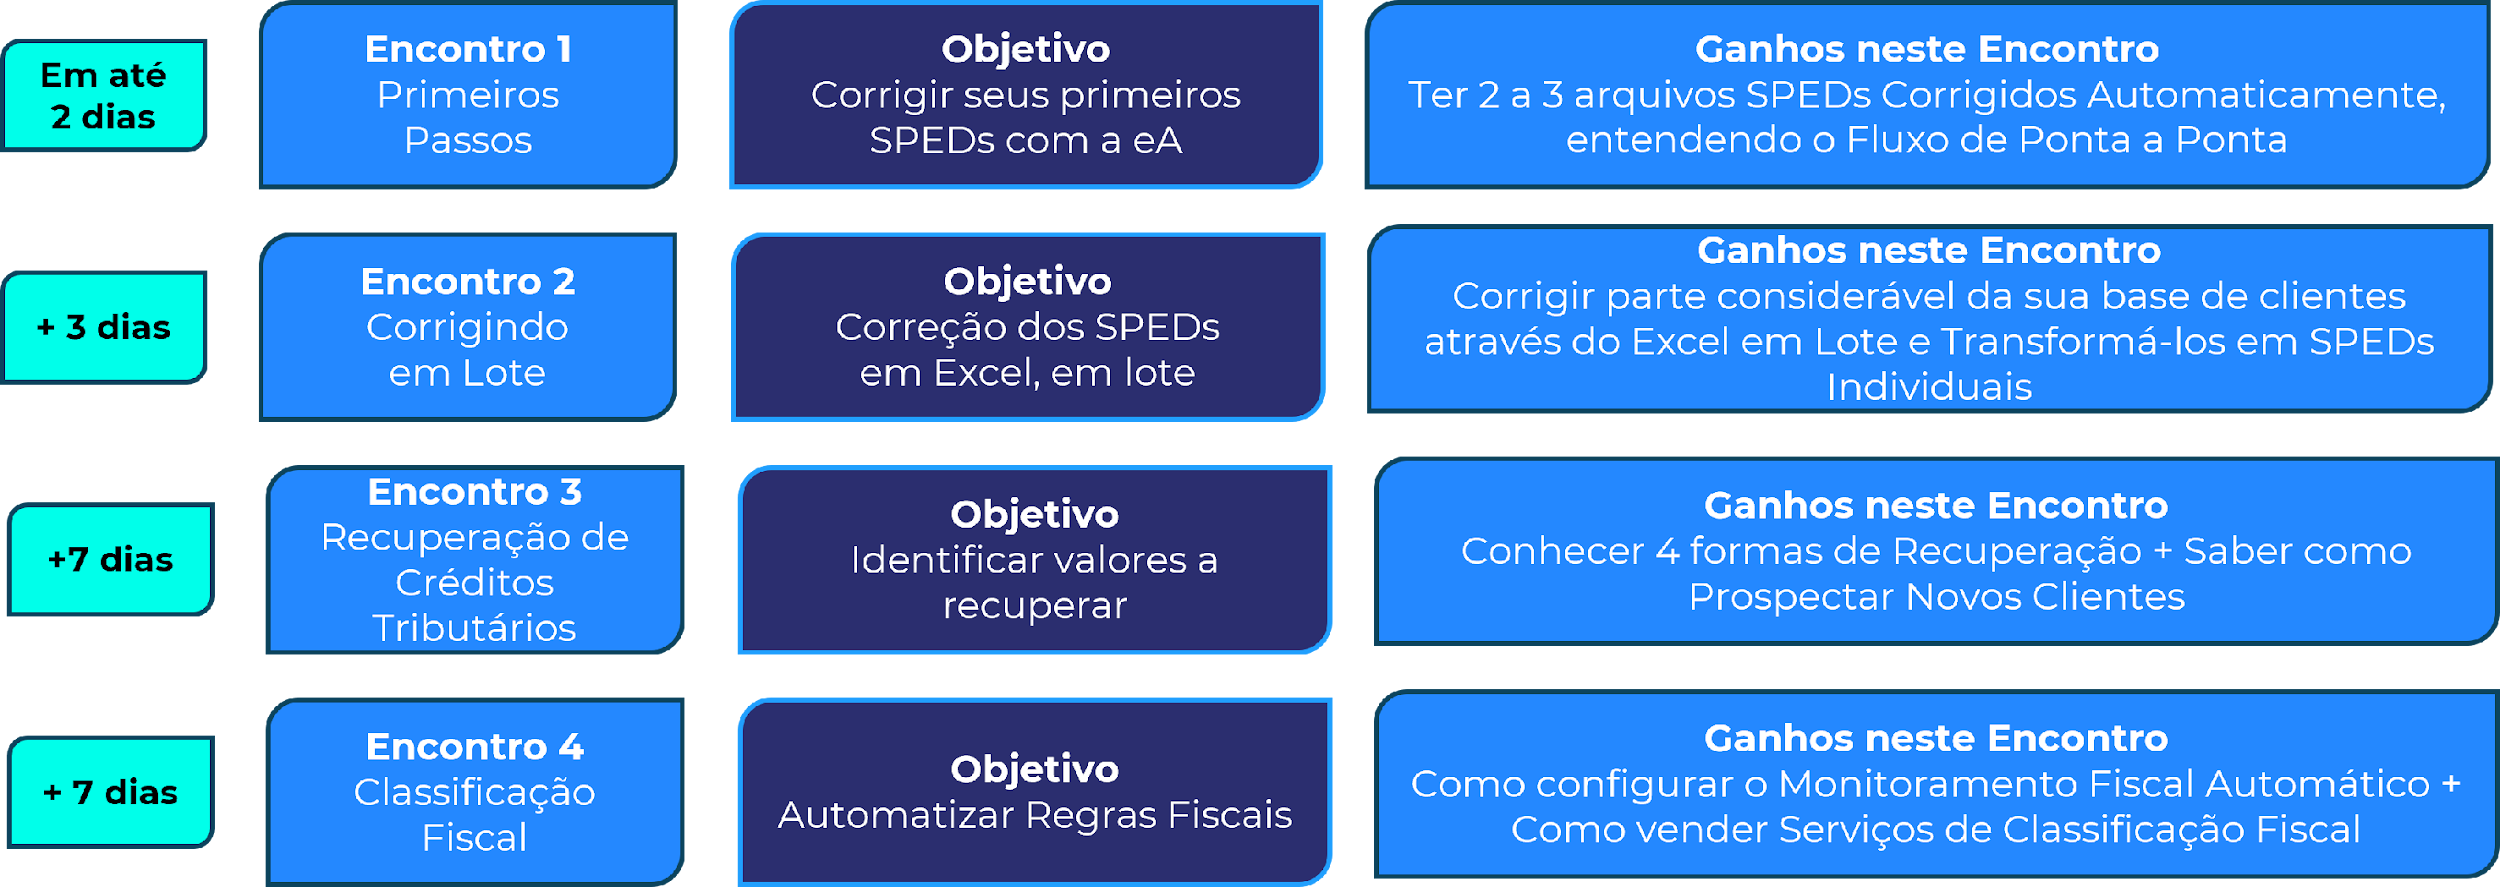 Em até
2 dias
Encontro 1
Primeiros
Passos
Objetivo
Corrigir seus primeiros
SPEDs com a eA
Ganhos neste Encontro
Ter 2 a 3 arquivos SPEDs Corrigidos Automaticamente,
entendendo o Fluxo de Ponta a Ponta
+ 3 dias
Encontro 2
Corrigindo
em Lote
Objetivo
Correção dos SPEDs
em Excel, em lote
Ganhos neste Encontro
Corrigir parte considerável da sua base de clientes
através do Excel em Lote e Transformá-los em SPEDs
Individuais
+7 dias
Encontro 3
Recuperação de
Créditos
Tributários
Objetivo
Identificar valores a
recuperar
Ganhos neste Encontro
Conhecer 4 formas de Recuperação + Saber como
Prospectar Novos Clientes
+ 7 dias
Encontro 4
Classificação
Fiscal
Objetivo
Automatizar Regras Fiscais
Ganhos neste Encontro
Como configurar o Monitoramento Fiscal Automático +
Como vender Serviços de Classificação Fiscal